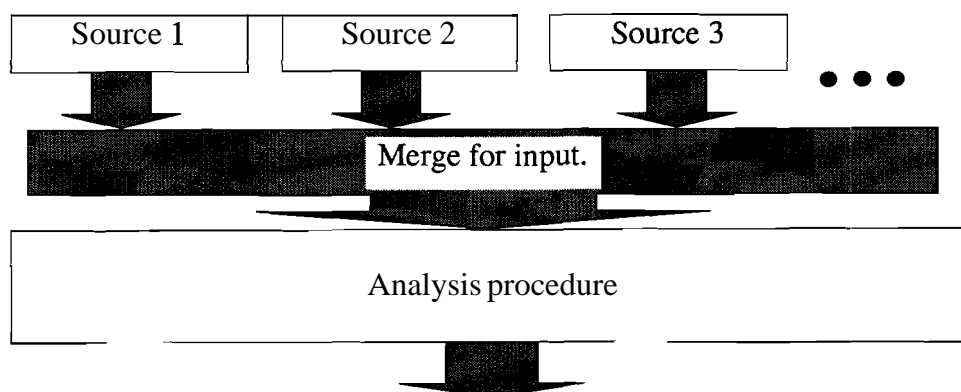 Source 1
Source 2
Source 3
Merge for input.
Analysis procedure